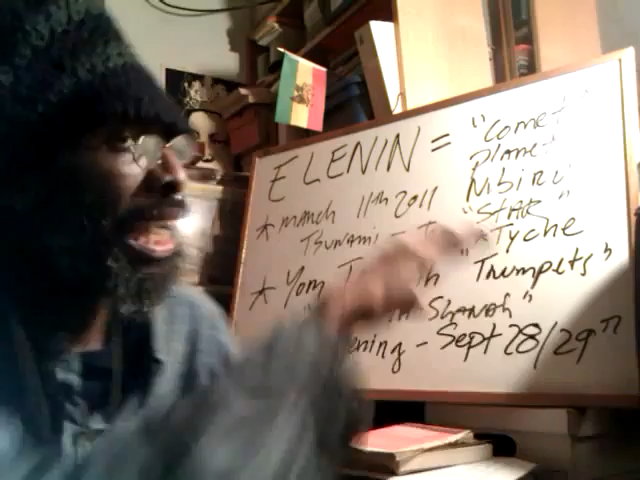 ELENIN = "Comet
Planet
Nibiru
"STAR"
* March 11th 2011
Tsunami - Tyche
* Yom "Trumpets"
Shanah"
ening - Sept 28/29"